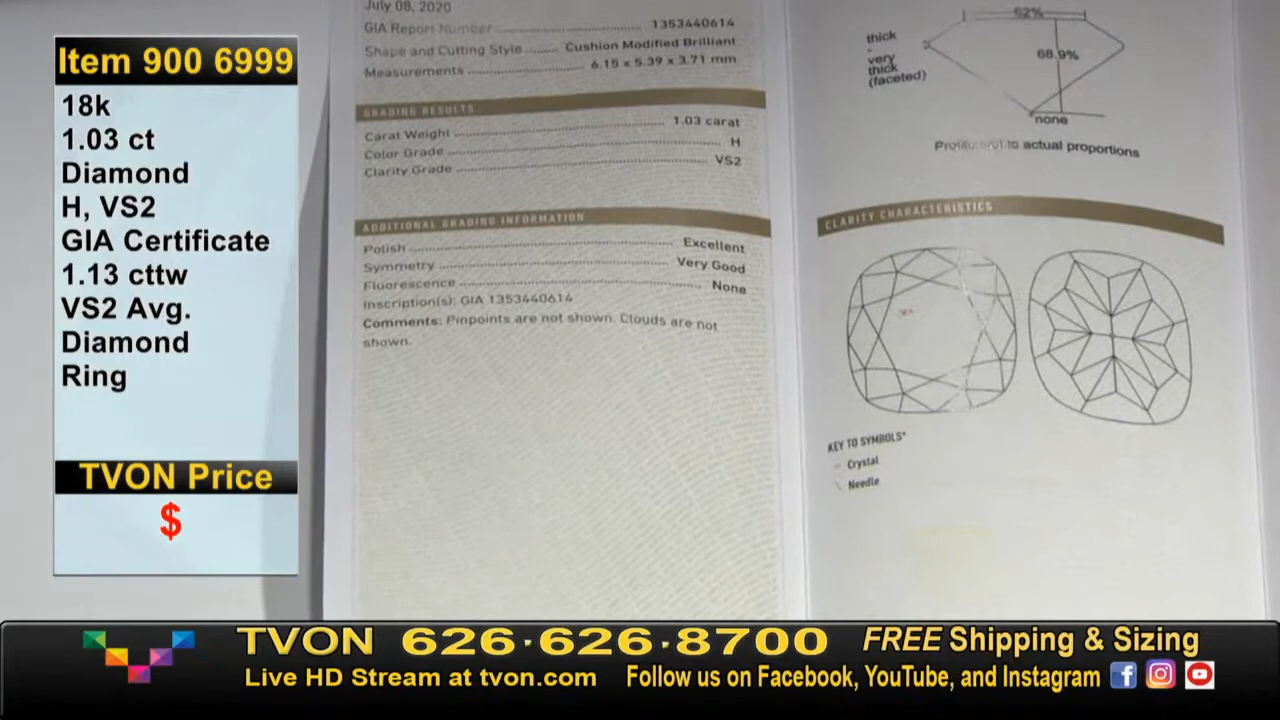 Item 900 6999
18k
1.03 ct
Diamond
H, VS2
GIA Certificate
1.13 cttw
VS2 Avg.
Diamond
Ring
TVON Price
$
July 08, 2020
GIA Report Number 1353440614
Shape and Cutting Style Cushion Modified Brilliant
Measurements 6.15 x 5.39 x 3.71 mm
GRADING RESULTS
Carat Weight 1.03 carat
Color Grade H
Clarity Grade VS2
ADDITIONAL GRADING INFORMATION
Polish Excellent
Symmetry Very Good
Fluorescence None
Inscription(s): GIA 1353440614
Comments: Pinpoints are not shown. Clouds are not
shown.
62%
thick
-
very
thick
(faceted)
68.9%
none
to actual proportions
CLARITY CHARACTERISTICS
KEY TO SYMBOLS*
Crystal
Needle
TVON 626-626-8700 FREE Shipping & Sizing
Live HD Stream at tvon.com Follow us on Facebook, YouTube, and Instagram